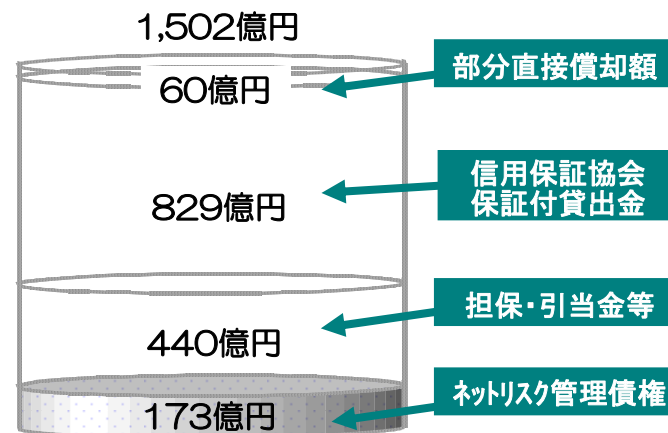 1,502億円
60億円
部分直接償却額
829億円
信用保証協会
保証付貸出金
440億円
担保・引当金等
173億円
ネットリスク管理債権